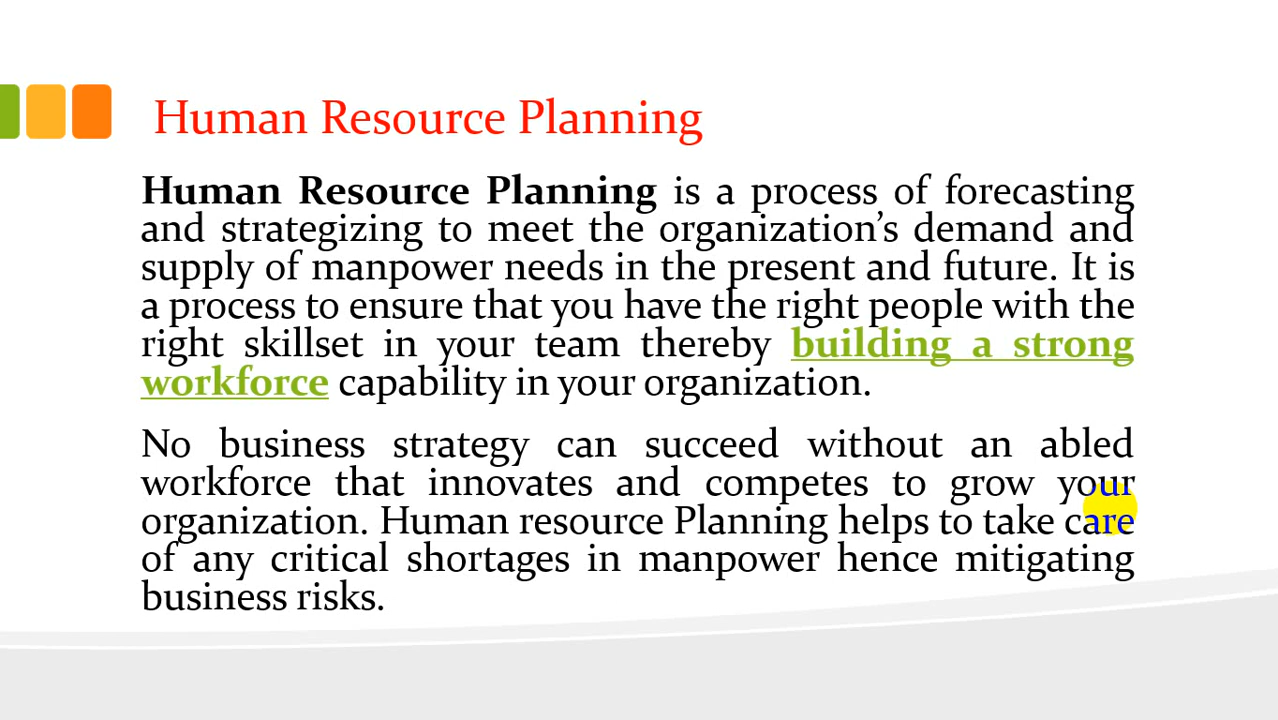 Human Resource Planning
Human Resource Planning is a process of forecasting
and strategizing to meet the organization’s demand and
supply of manpower needs in the present and future. It is
a process to ensure that you have the right people with the
right skillset in your team thereby building a strong
workforce capability in your organization.
No business strategy can succeed without an abled
workforce that innovates and competes to grow your
organization. Human resource Planning helps to take care
of any critical shortages in manpower hence mitigating
business risks.